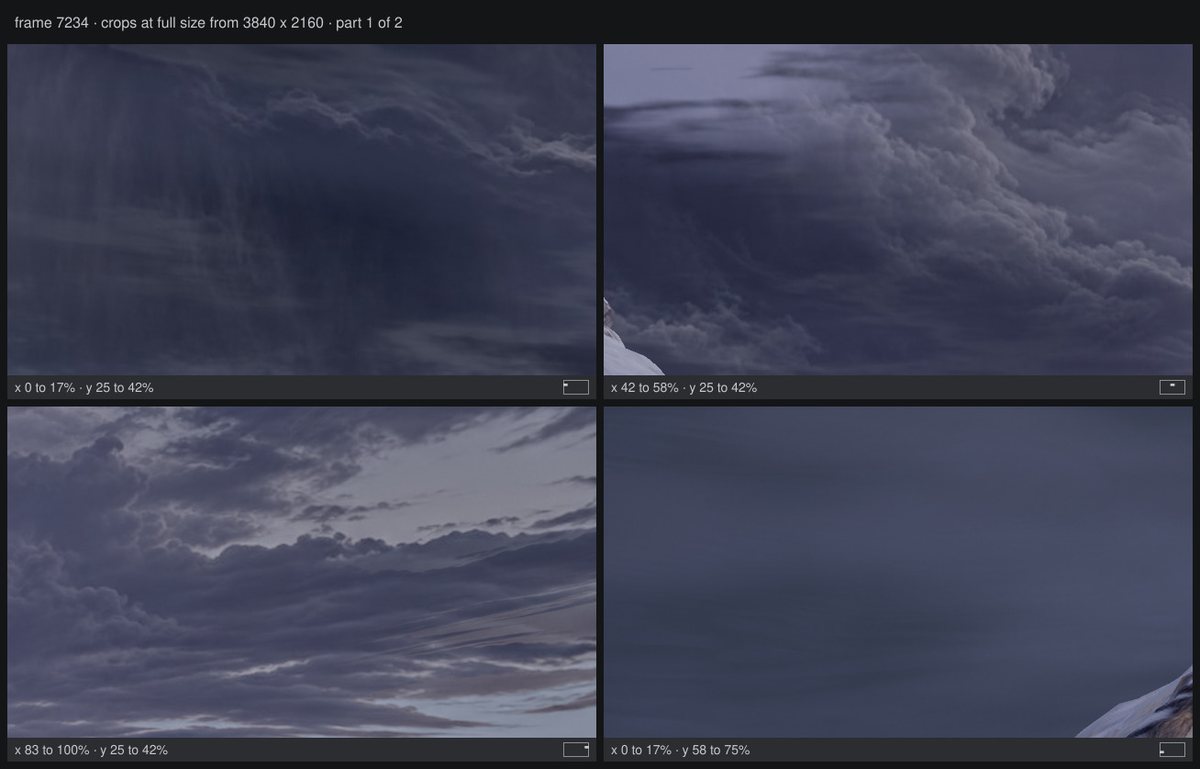 frame 7234 · crops at full size from 3840 x 2160 · part 1 of 2
x 0 to 17% · y 25 to 42%
x 42 to 58% · y 25 to 42%
x 83 to 100% · y 25 to 42%
x 0 to 17% · y 58 to 75%